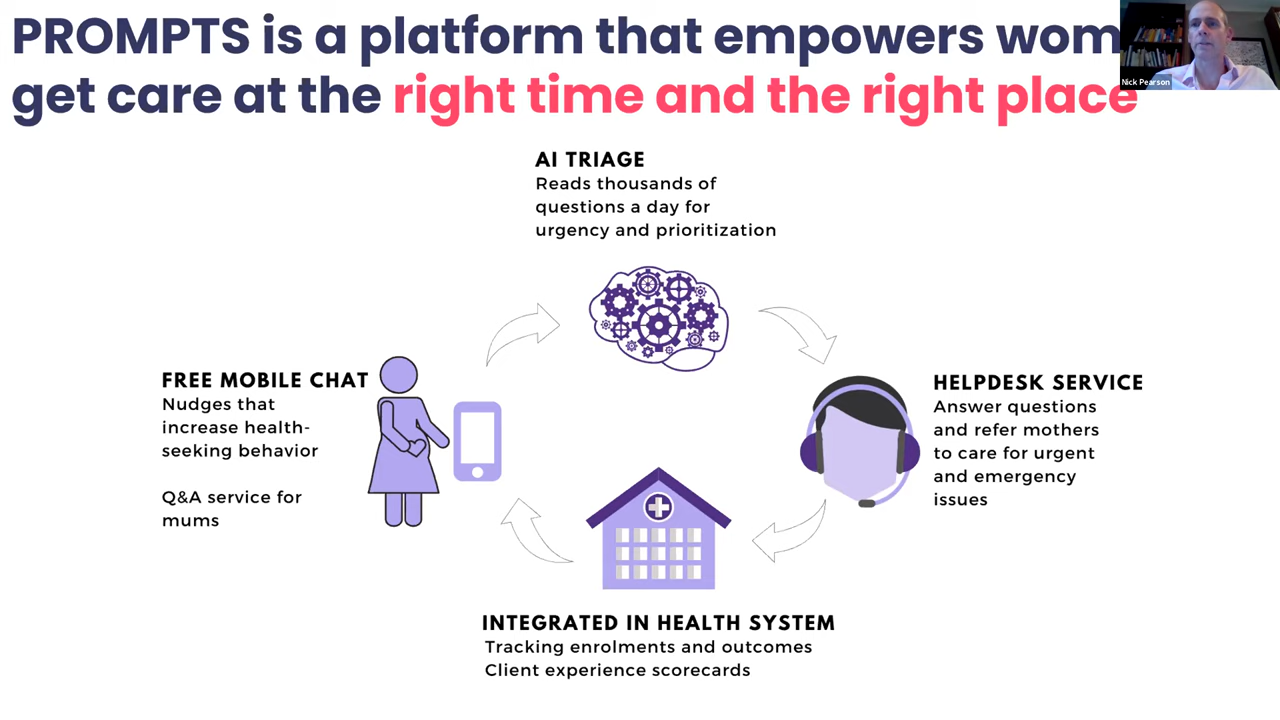 PROMPTS is a platform that empowers wom
get care at the right time and the right place
Nick Pearson
AI TRIAGE
Reads thousands of
questions a day for
urgency and prioritization
FREE MOBILE CHAT
Nudges that
increase health-
seeking behavior
Q&A service for
mums
HELPDESK SERVICE
Answer questions
and refer mothers
to care for urgent
and emergency
issues
INTEGRATED IN HEALTH SYSTEM
Tracking enrolments and outcomes
Client experience scorecards